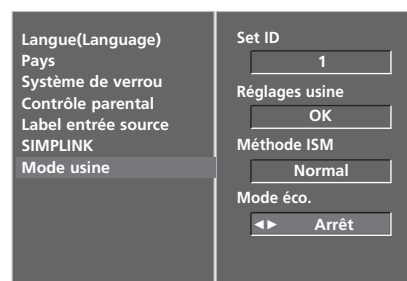 Langue(Language)
Pays
Système de verrou
Contrôle parental
Label entrée source
SIMPLINK
Mode usine
Set ID
1
Réglages usine
OK
Méthode ISM
Normal
Mode éco.
◄► Arrêt